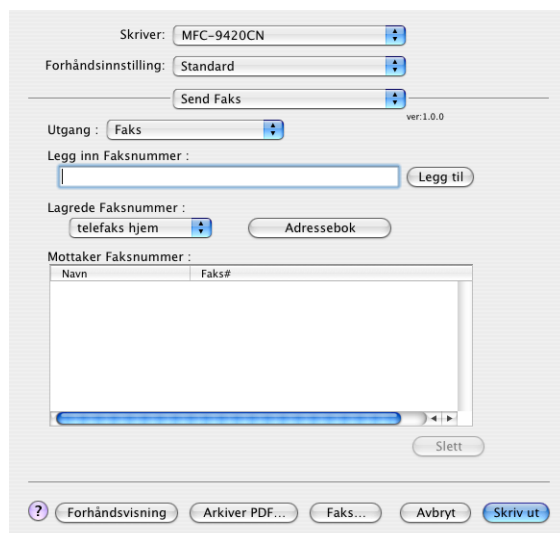 Skriver: MFC-9420CN
Forhåndsinnstilling: Standard
Send Faks
ver:1.0.0
Utgang : Faks
Legg inn Faksnummer :
Legg til
Lagrede Faksnummer :
telefaks hjem Adressebok
Mottaker Faksnummer :
Navn Faks#
Slett
? Forhåndsvisning Arkiver PDF... Faks... Avbryt Skriv ut